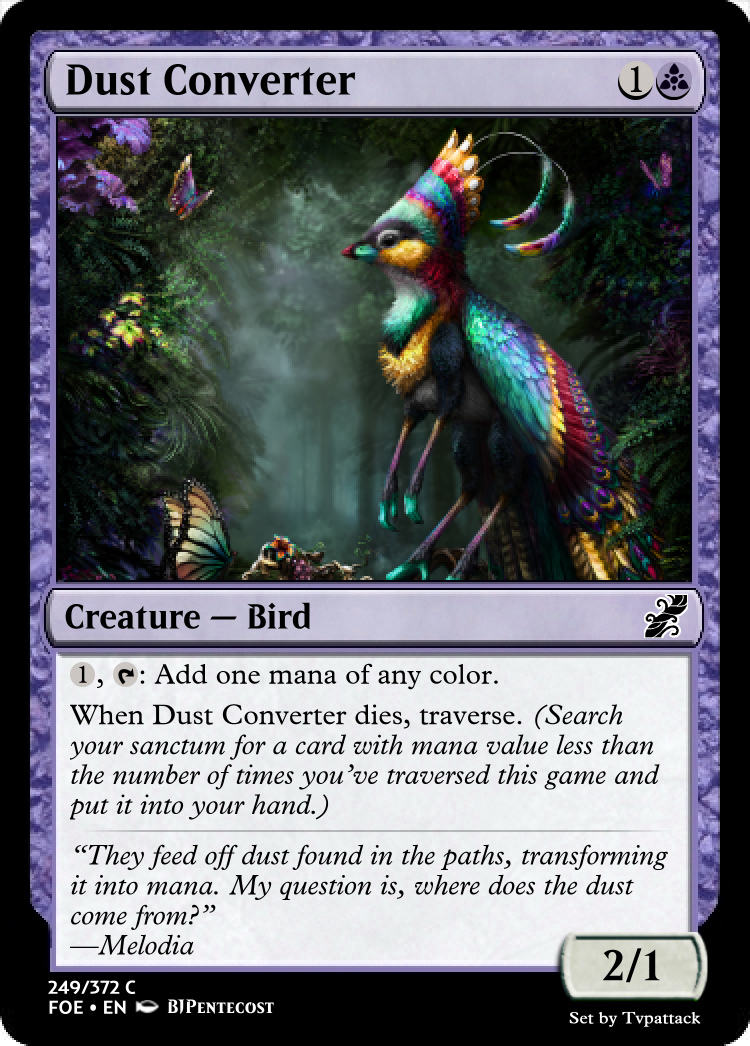 Dust Converter 1
Creature — Bird
1, : Add one mana of any color.
When Dust Converter dies, traverse. (Search
your sanctum for a card with mana value less than
the number of times you’ve traversed this game and
put it into your hand.)
“They feed off dust found in the paths, transforming
it into mana. My question is, where does the dust
come from?”
—Melodia
2/1
249/372 C
FOE • EN BJPentecost
Set by Tvpattack